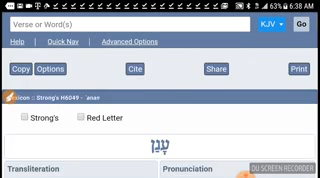 63% 6:38 AM
Verse or Word(s) KJV Go
Help | Quick Nav | Advanced Options
Copy Options Cite Share Print
exicon :: Strong's H6049 - `anan
Strong's Red Letter
עָנַן
Transliteration Pronunciation
DU SCREEN RECORDER